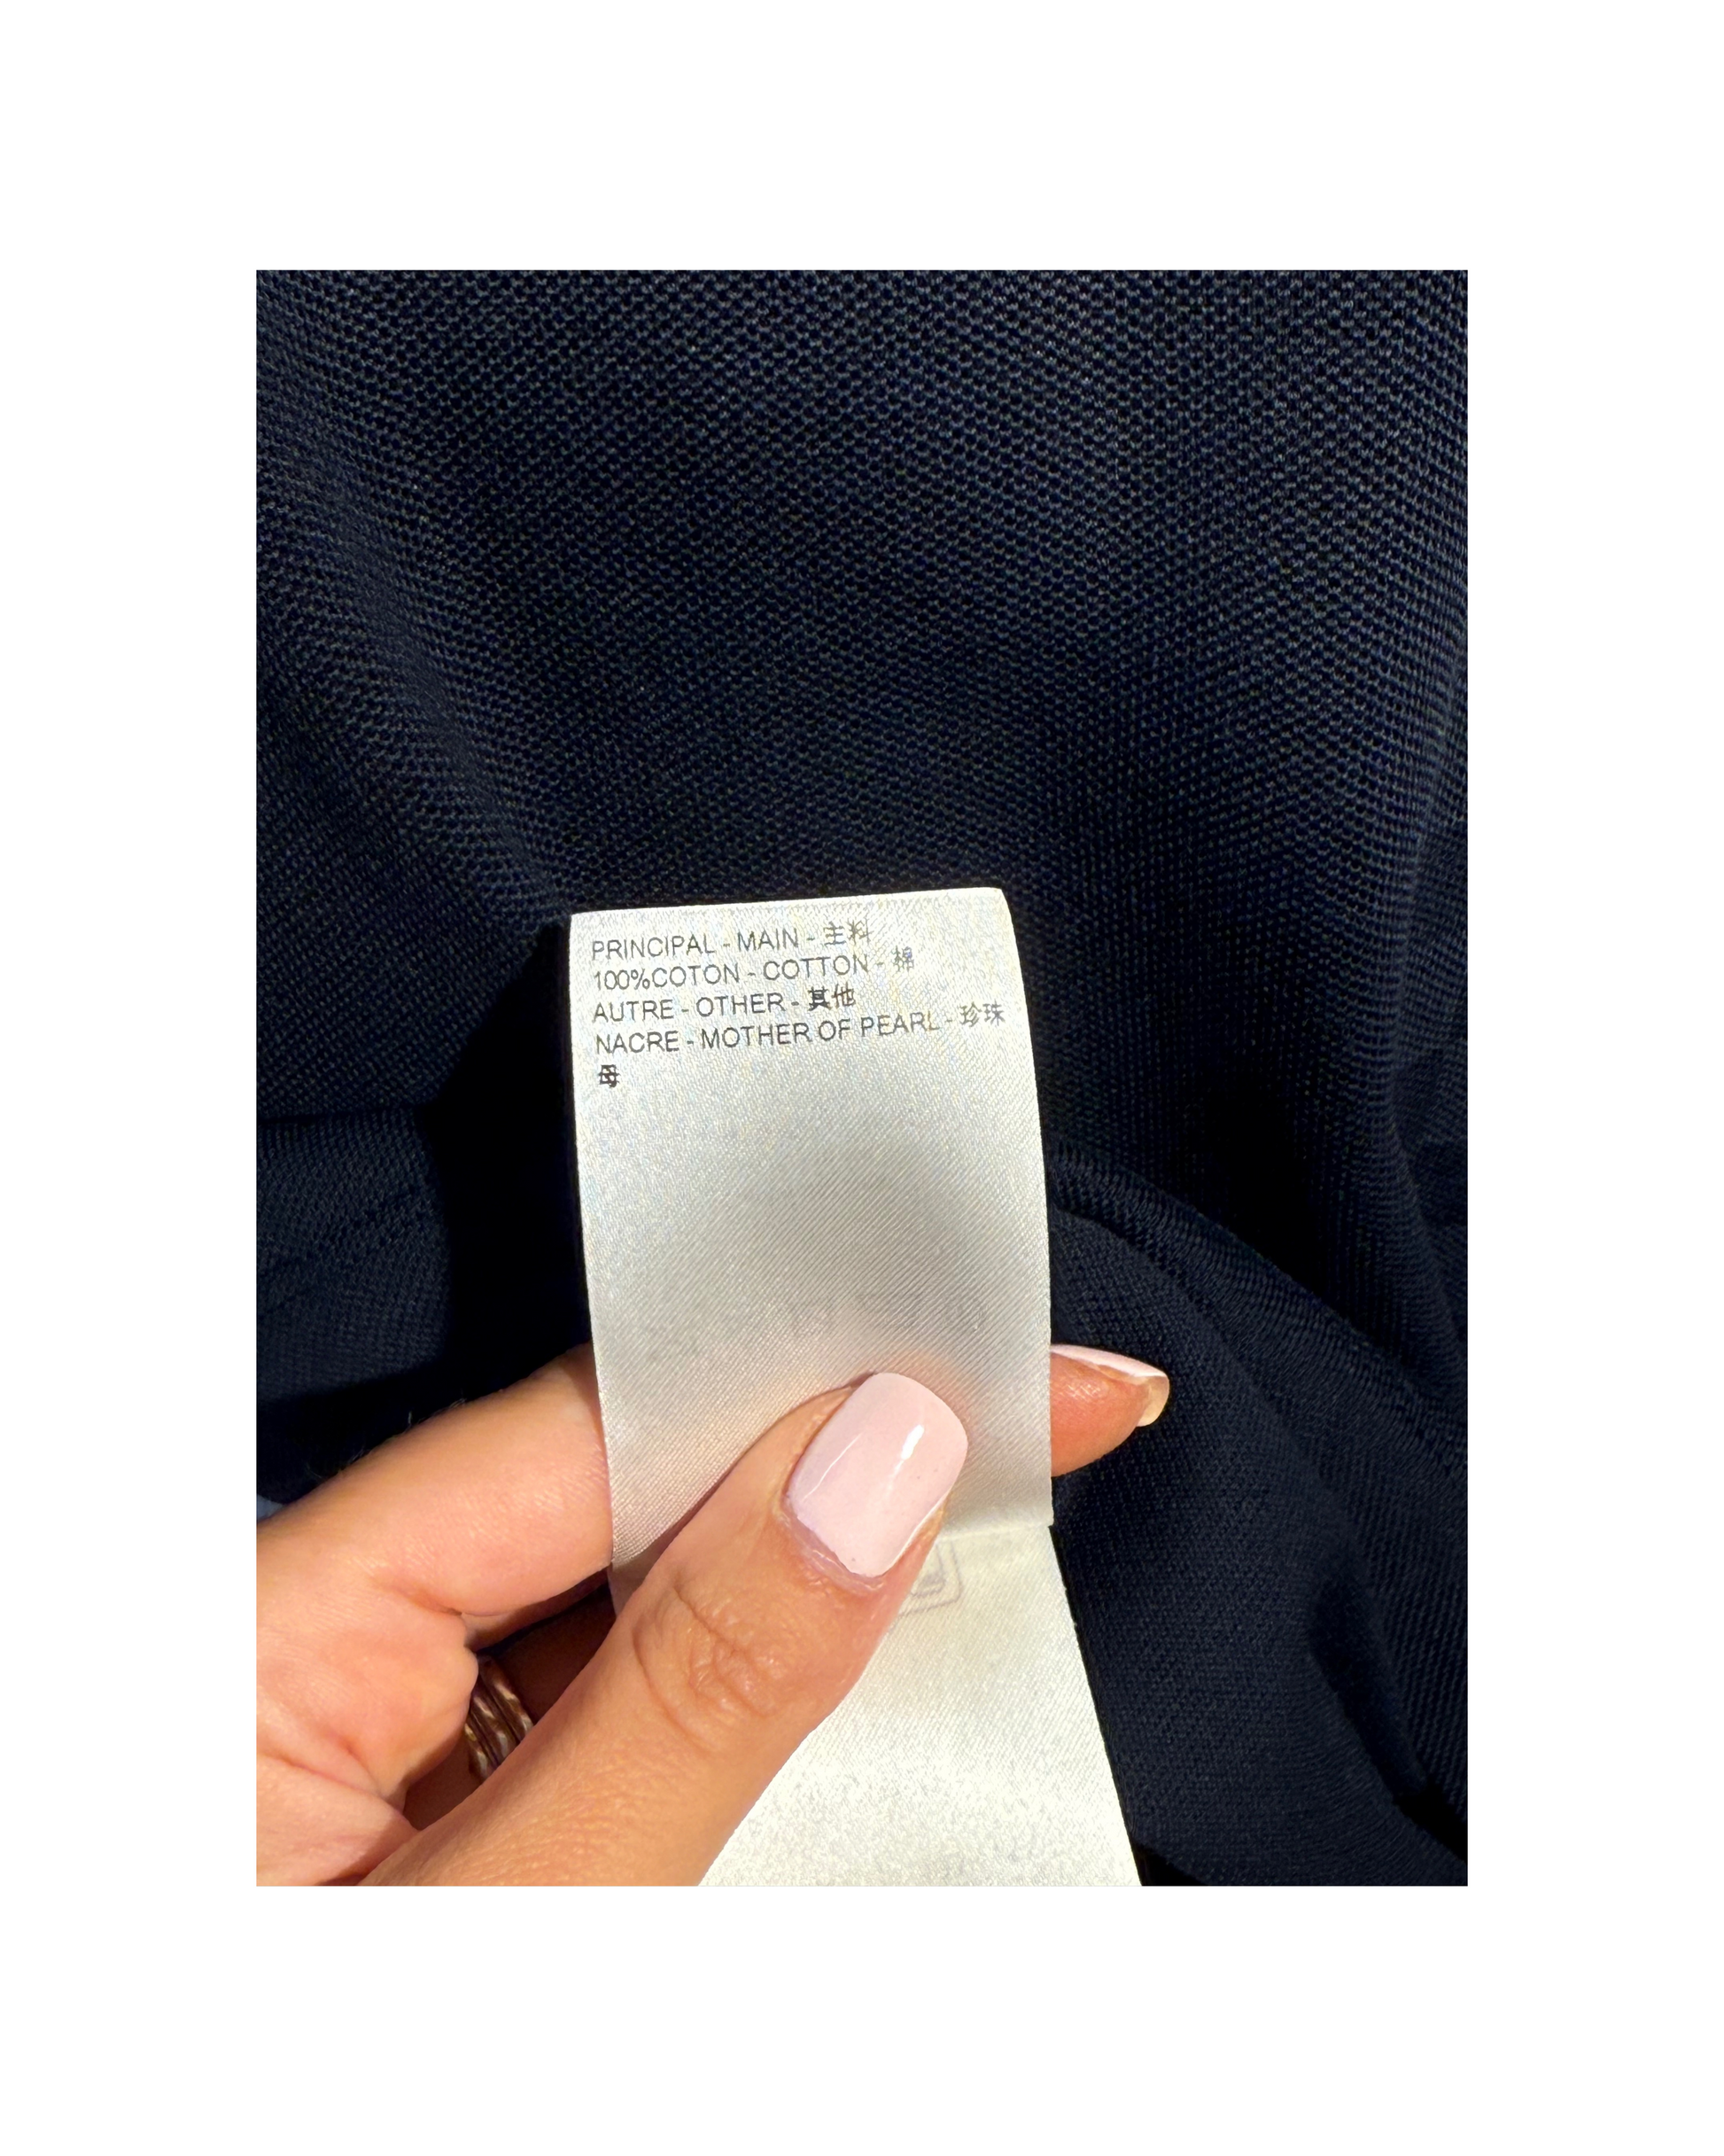 PRINCIPAL - MAIN - 主料
100%COTON - COTTON - 棉
AUTRE - OTHER - 其他
NACRE - MOTHER OF PEARL - 珍珠
母